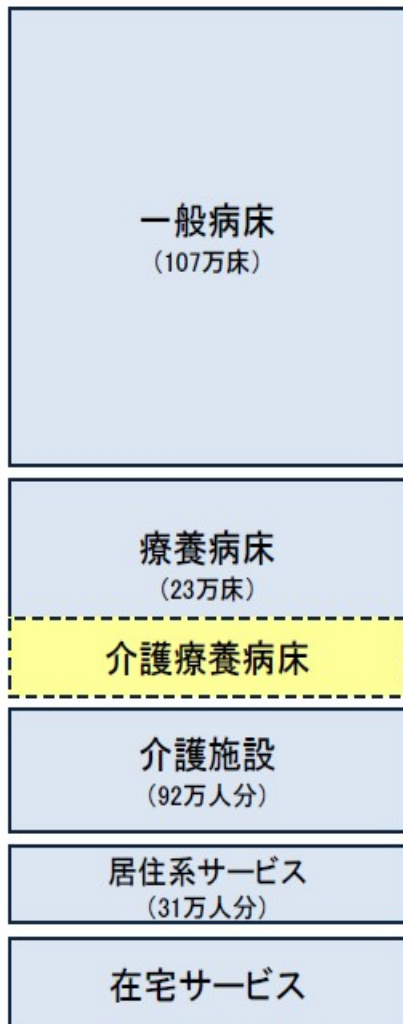 一般病床
（107万床）
療養病床
（23万床）
介護療養病床
介護施設
（92万人分）
居住系サービス
（31万人分）
在宅サービス